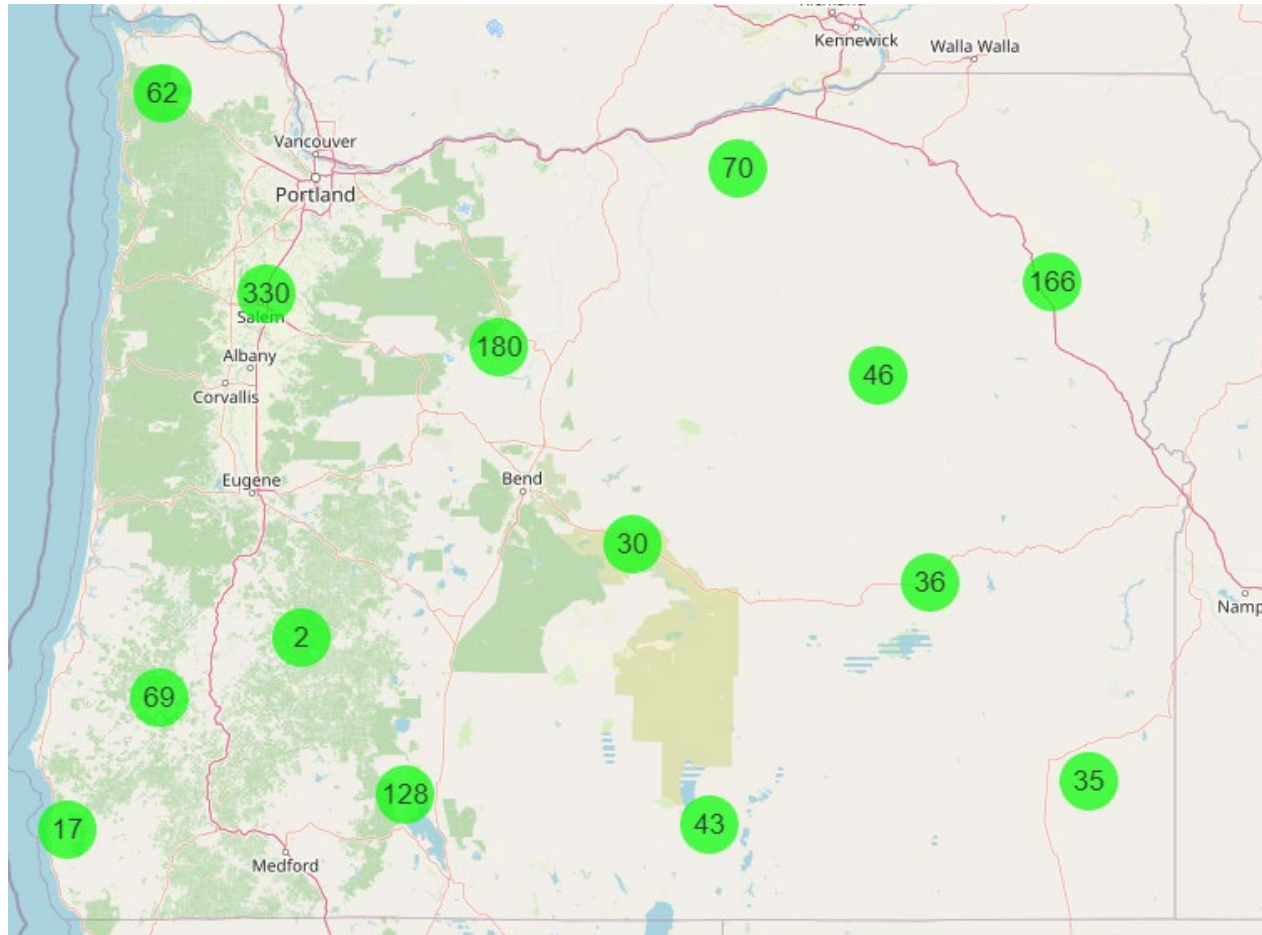 Kennewick
Walla Walla
62
Vancouver
70
Portland
166
330
Salem
180
Albany
46
Corvallis
Eugene
Bend
30
36
Namp
2
69
35
128
43
17
Medford